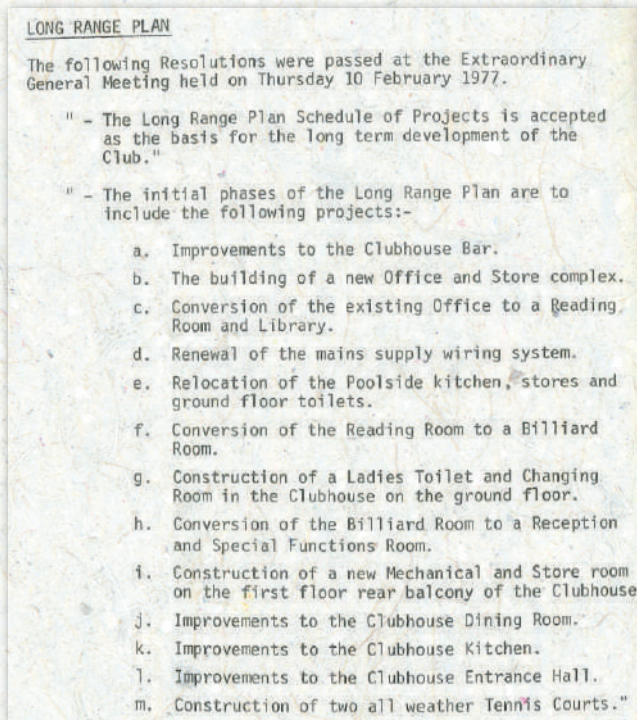 LONG RANGE PLAN
The following Resolutions were passed at the Extraordinary
General Meeting held on Thursday 10 February 1977.
" - The Long Range Plan Schedule of Projects is accepted
as the basis for the long term development of the
Club."
" - The initial phases of the Long Range Plan are to
include the following projects:-
a. Improvements to the Clubhouse Bar.
b. The building of a new Office and Store complex.
c. Conversion of the existing Office to a Reading
Room and Library.
d. Renewal of the mains supply wiring system.
e. Relocation of the Poolside kitchen, stores and
ground floor toilets.
f. Conversion of the Reading Room to a Billiard
Room.
g. Construction of a Ladies Toilet and Changing
Room in the Clubhouse on the ground floor.
h. Conversion of the Billiard Room to a Reception
and Special Functions Room.
i. Construction of a new Mechanical and Store room
on the first floor rear balcony of the Clubhouse
j. Improvements to the Clubhouse Dining Room.
k. Improvements to the Clubhouse Kitchen.
l. Improvements to the Clubhouse Entrance Hall.
m. Construction of two all weather Tennis Courts."